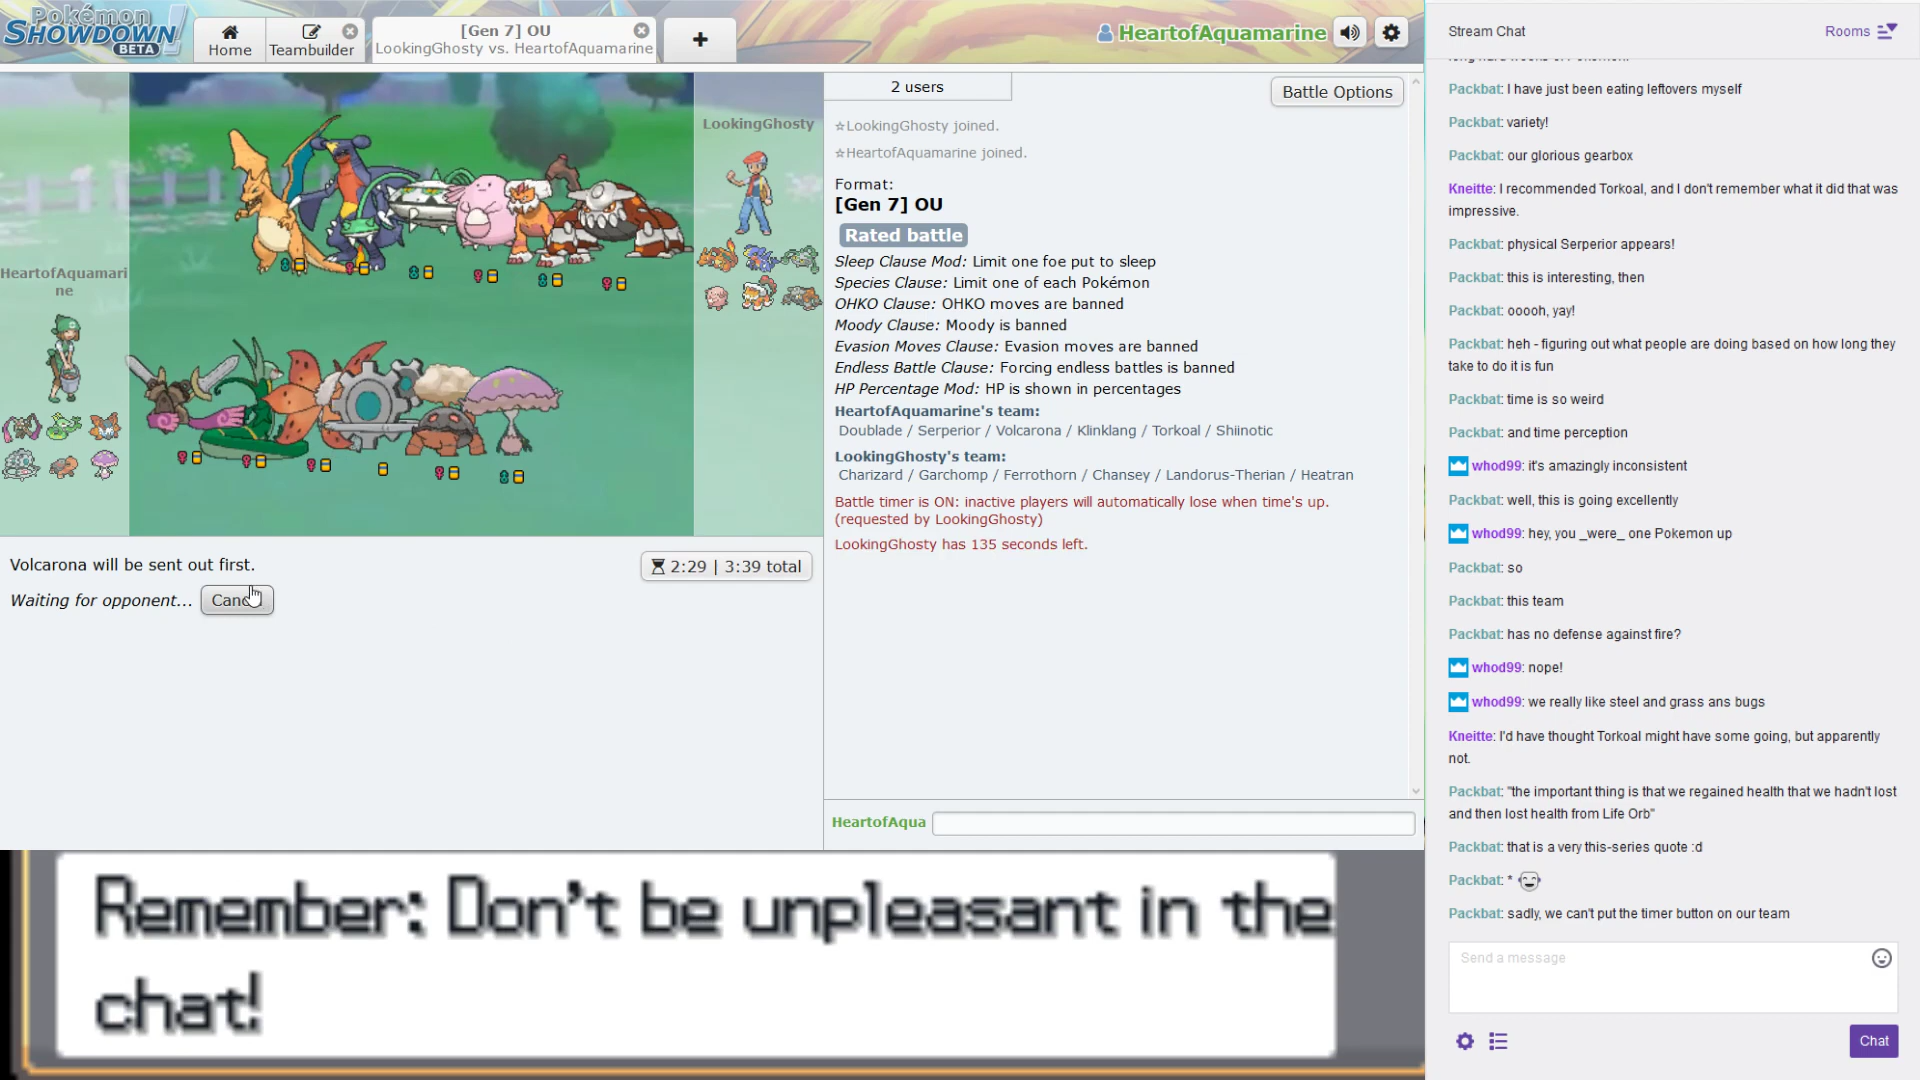 Pokémon
SHOWDOWN!
BETA
Home
Teambuilder
[Gen 7] OU
LookingGhosty vs. HeartofAquamarine
HeartofAquamarine
LookingGhosty
HeartofAquamari
ne
Volcarona will be sent out first.
2:29 | 3:39 total
Waiting for opponent...
2 users
Battle Options
☆LookingGhosty joined.
☆HeartofAquamarine joined.
Format:
[Gen 7] OU
Rated battle
Sleep Clause Mod: Limit one foe put to sleep
Species Clause: Limit one of each Pokémon
OHKO Clause: OHKO moves are banned
Moody Clause: Moody is banned
Evasion Moves Clause: Evasion moves are banned
Endless Battle Clause: Forcing endless battles is banned
HP Percentage Mod: HP is shown in percentages
HeartofAquamarine's team:
Doublade / Serperior / Volcarona / Klinklang / Torkoal / Shiinotic
LookingGhosty's team:
Charizard / Garchomp / Ferrothorn / Chansey / Landorus-Therian / Heatran
Battle timer is ON: inactive players will automatically lose when time's up.
(requested by LookingGhosty)
LookingGhosty has 135 seconds left.
HeartofAqua
Remember: Don't be unpleasant in the
chat!
Stream Chat
Rooms
Packbat: I have just been eating leftovers myself
Packbat: variety!
Packbat: our glorious gearbox
Kneitte: I recommended Torkoal, and I don't remember what it did that was
impressive.
Packbat: physical Serperior appears!
Packbat: this is interesting, then
Packbat: ooooh, yay!
Packbat: heh - figuring out what people are doing based on how long they
take to do it is fun
Packbat: time is so weird
Packbat: and time perception
whod99: it's amazingly inconsistent
Packbat: well, this is going excellently
whod99: hey, you _were_ one Pokemon up
Packbat: so
Packbat: this team
Packbat: has no defense against fire?
whod99: nope!
whod99: we really like steel and grass ans bugs
Kneitte: I'd have thought Torkoal might have some going, but apparently
not.
Packbat: "the important thing is that we regained health that we hadn't lost
and then lost health from Life Orb"
Packbat: that is a very this-series quote :d
Packbat: *
Packbat: sadly, we can't put the timer button on our team
Send a message
Chat